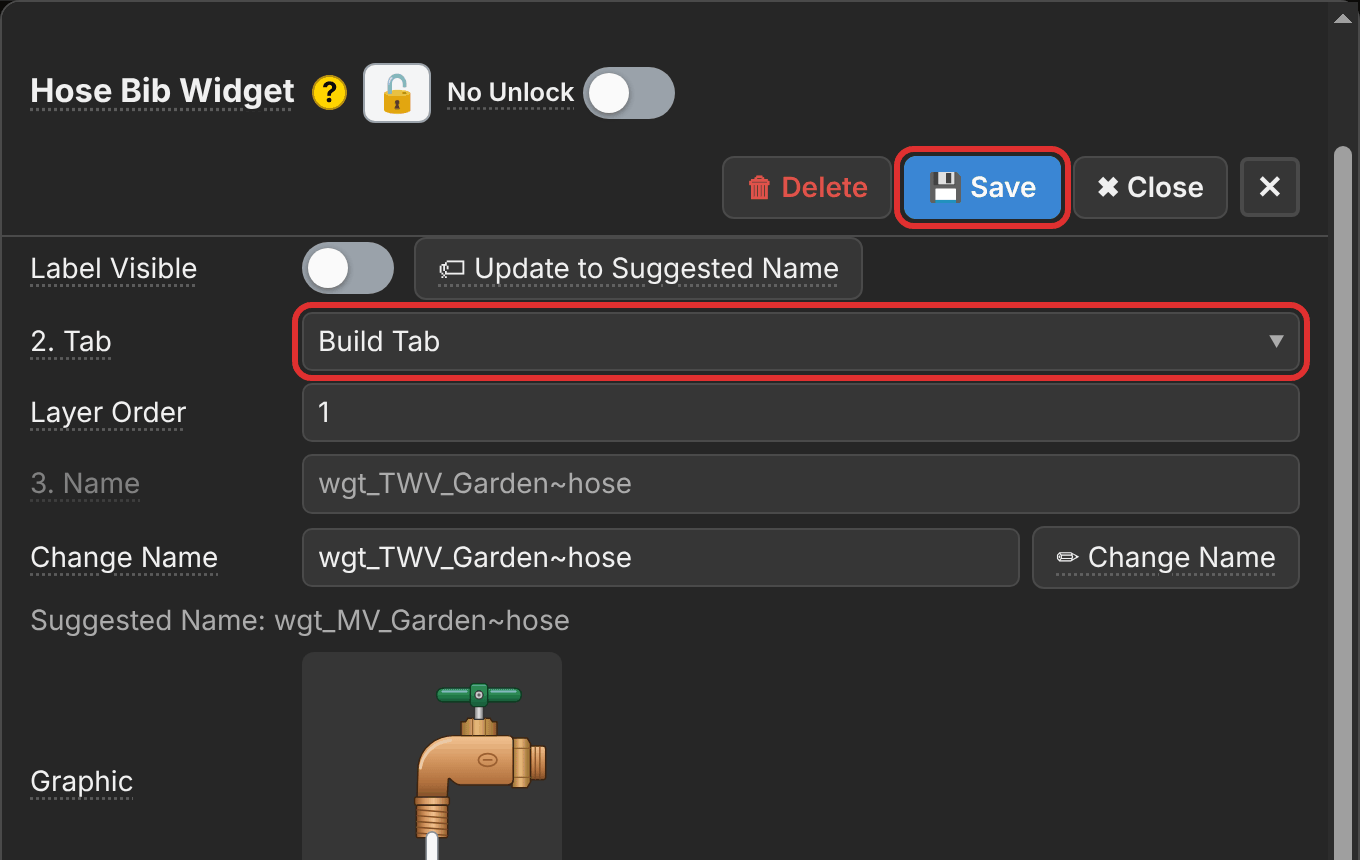 Hose Bib Widget ? No Unlock
Delete Save ✖ Close ✕
Label Visible Update to Suggested Name
2. Tab Build Tab ▼
Layer Order 1
3. Name wgt_TWV_Garden~hose
Change Name wgt_TWV_Garden~hose ✏ Change Name
Suggested Name: wgt_MV_Garden~hose
Graphic